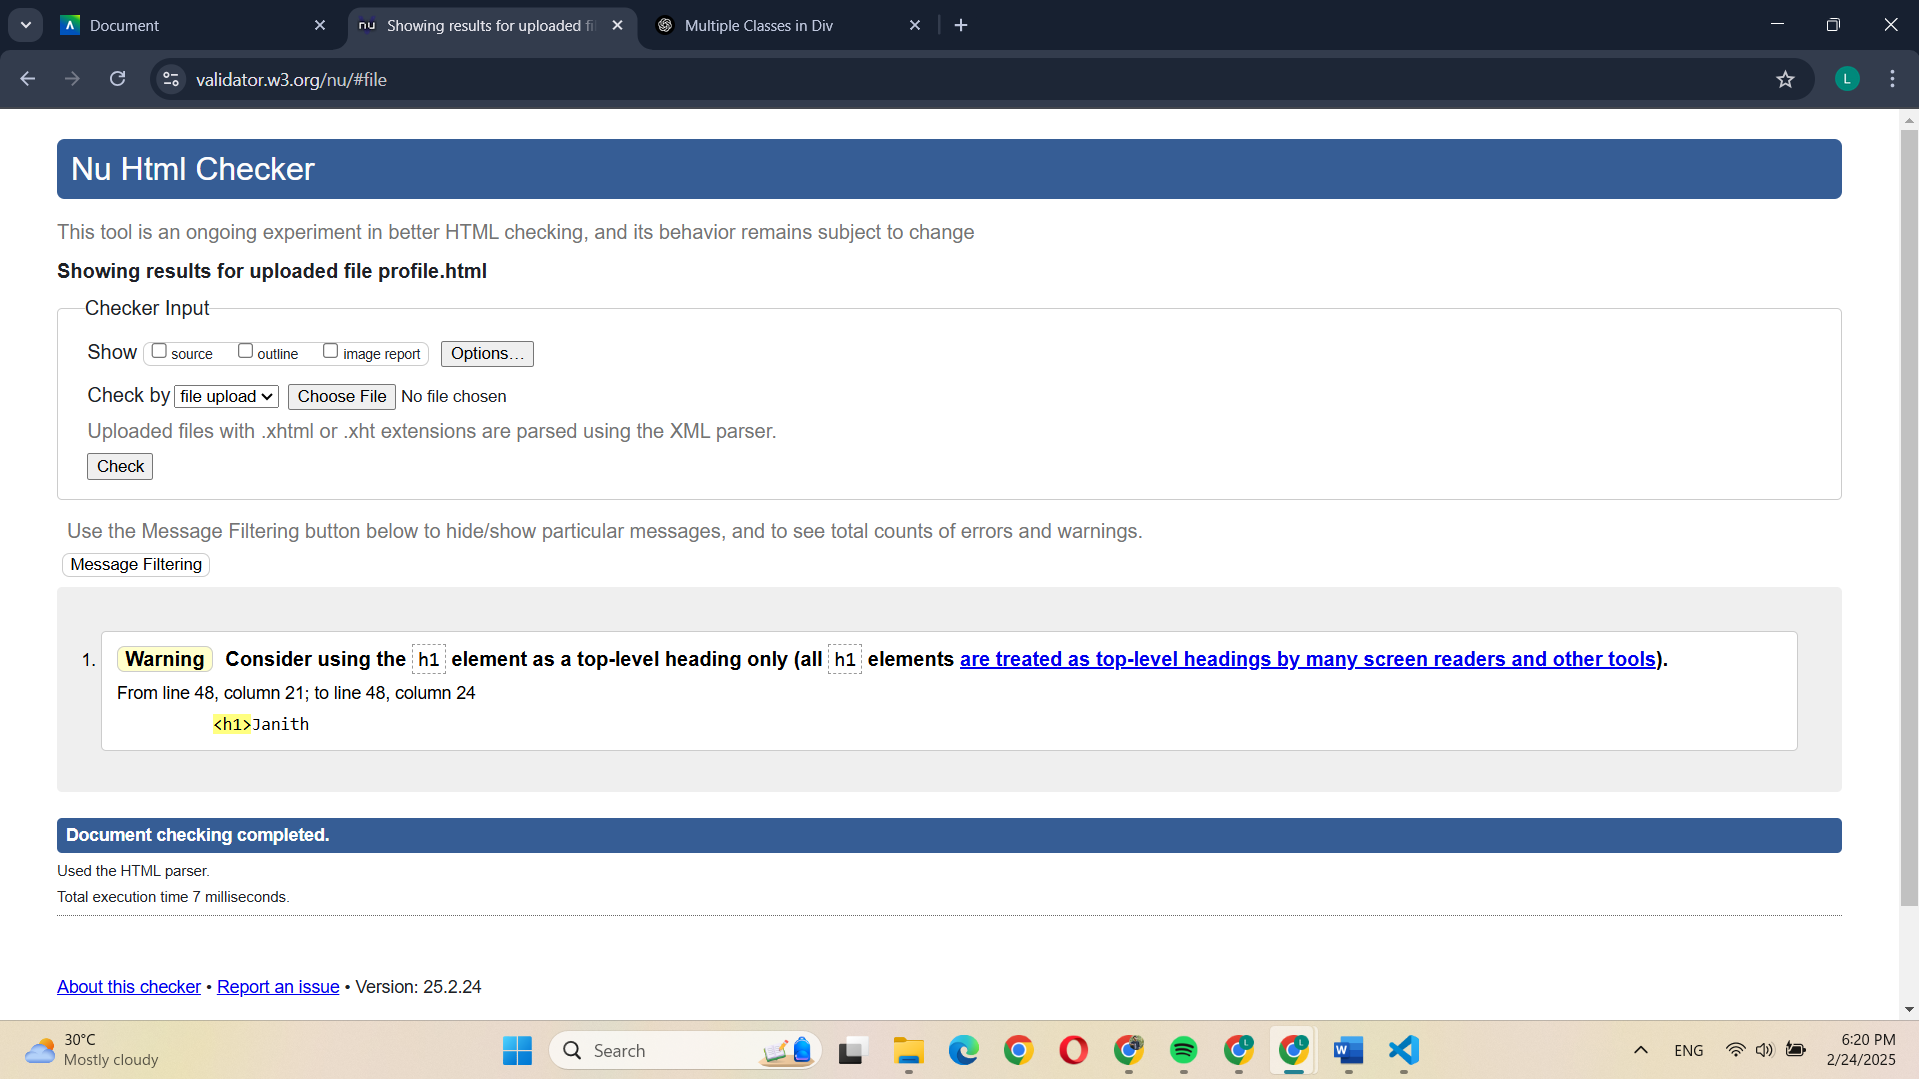 Document
nu Showing results for uploaded fi
Multiple Classes in Div
validator.w3.org/nu/#file
L
Nu Html Checker
This tool is an ongoing experiment in better HTML checking, and its behavior remains subject to change
Showing results for uploaded file profile.html
Checker Input
Show source outline image report Options...
Check by file upload Choose File No file chosen
Uploaded files with .xhtml or .xht extensions are parsed using the XML parser.
Check
Use the Message Filtering button below to hide/show particular messages, and to see total counts of errors and warnings.
Message Filtering
1. Warning Consider using the h1 element as a top-level heading only (all h1 elements are treated as top-level headings by many screen readers and other tools).
From line 48, column 21; to line 48, column 24
<h1>Janith
Document checking completed.
Used the HTML parser.
Total execution time 7 milliseconds.
About this checker • Report an issue • Version: 25.2.24
30°C
Mostly cloudy
Search
ENG
6:20 PM
2/24/2025